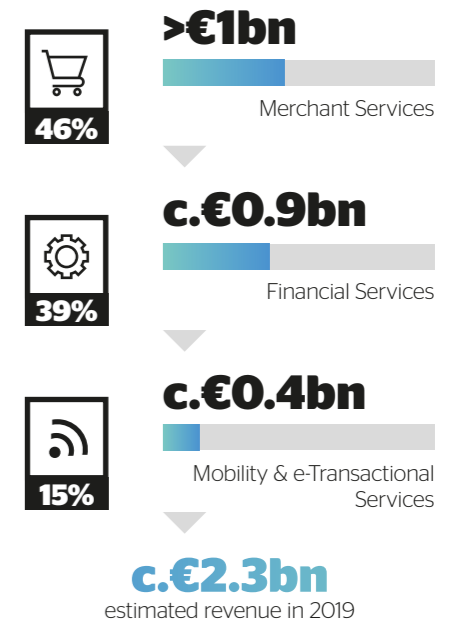 >€1bn
46%
Merchant Services
c.€0.9bn
39%
Financial Services
c.€0.4bn
15%
Mobility & e-Transactional
Services
c.€2.3bn
estimated revenue in 2019